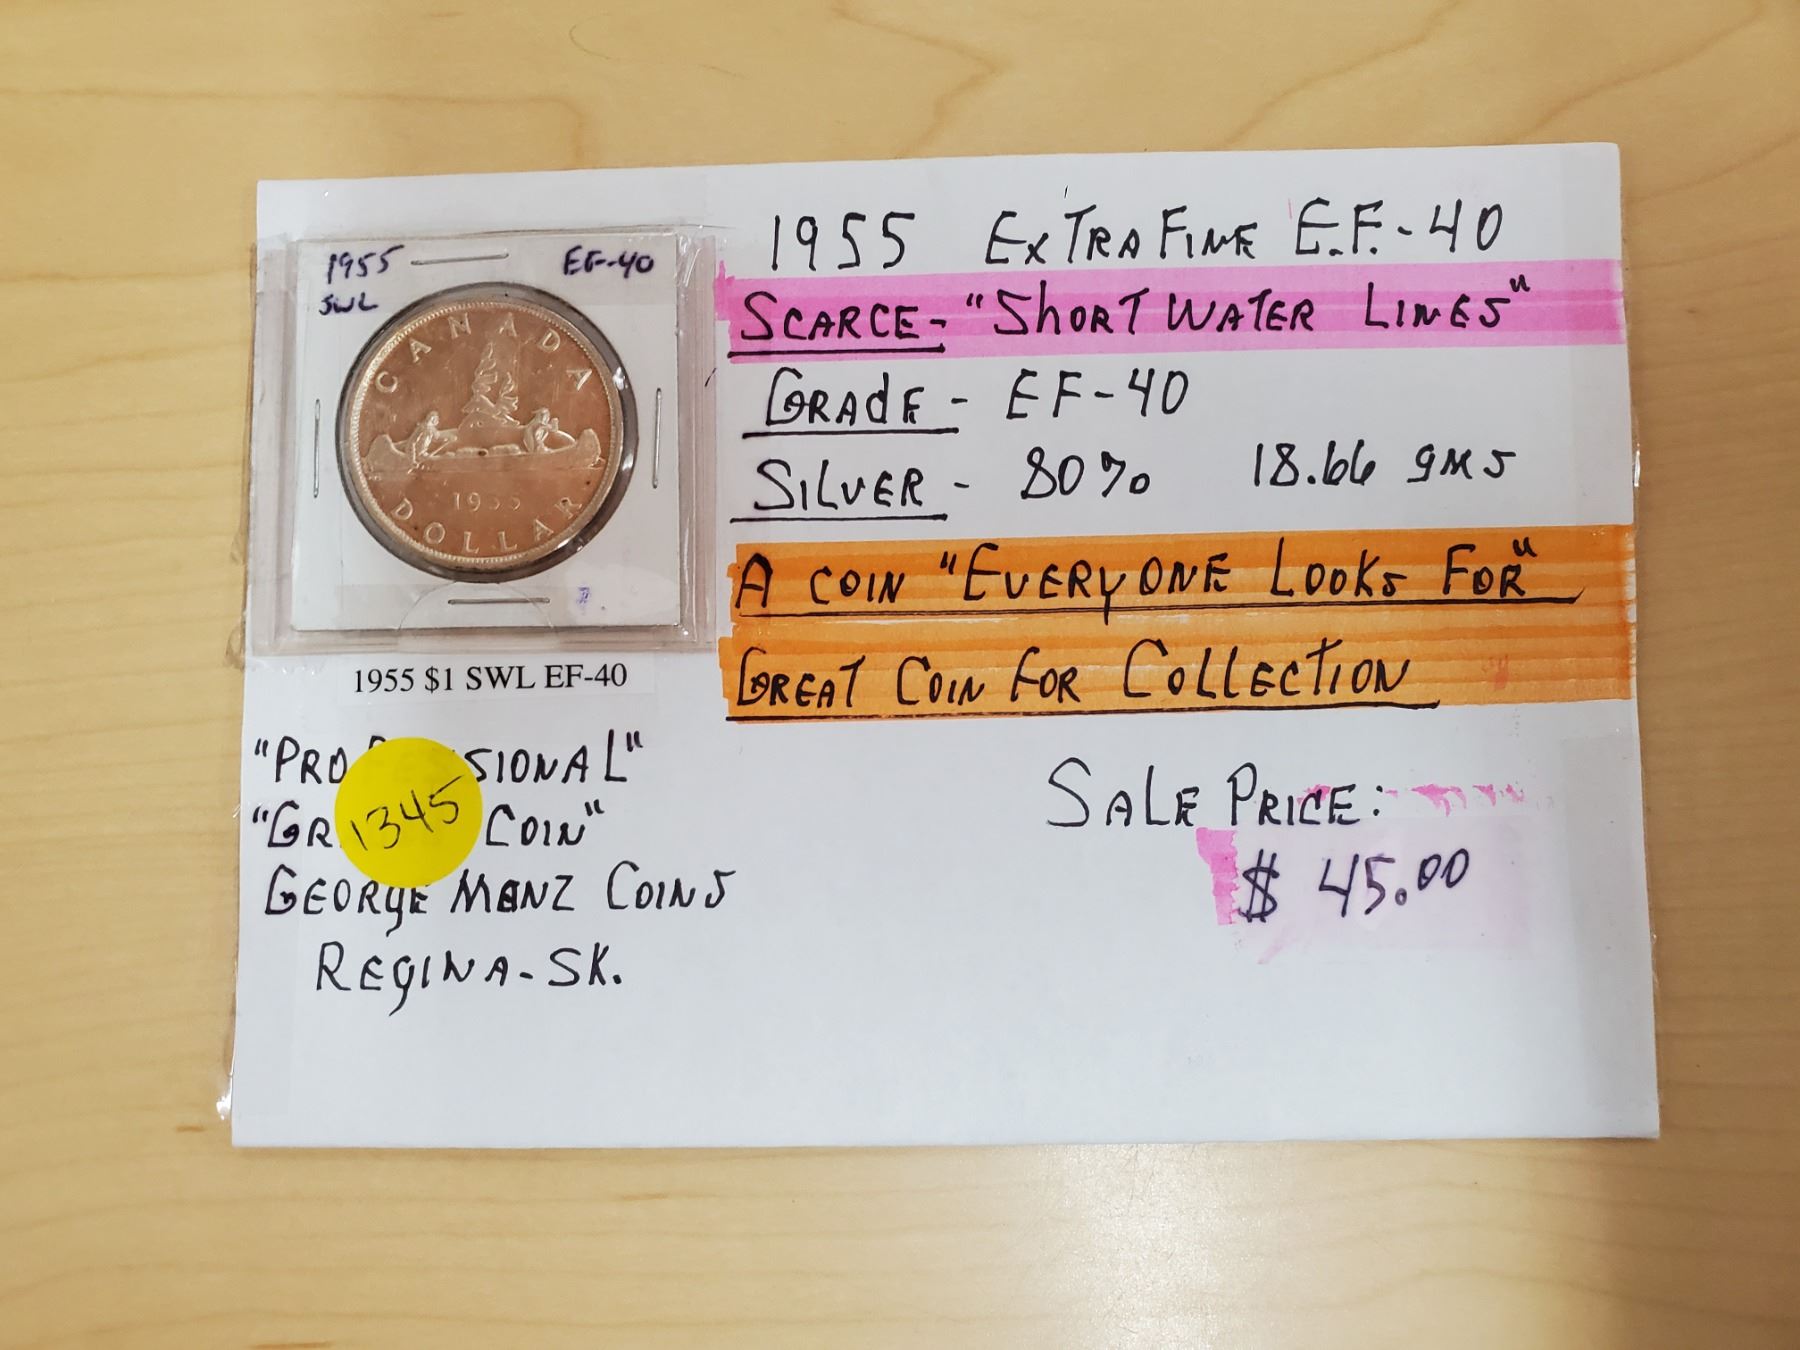 1955 EF-40
SWL
CANADA
1955
DOLLAR
1955 $1 SWL EF-40
"PRO SSIONAL"
"GR COIN"
1345
GEORGE MANZ COINS
REGINA-SK.
1955 EXTRA FINE E.F.-40
SCARCE- "SHORT WATER LINES"
GRADE - EF-40
SILVER - 80% 18.66 gms
A COIN "EVERYONE LOOKS FOR"
GREAT COIN FOR COLLECTION
SALE PRICE:
$ 45.00